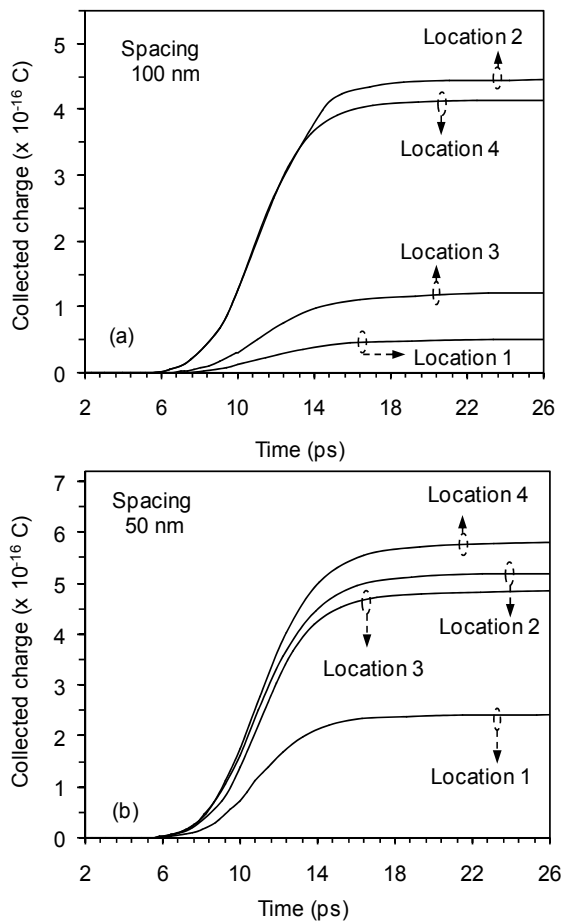 Spacing
100 nm
Location 2
Location 4
Location 3
Location 1
(a)
Collected charge (x 10⁻¹⁶ C)
5
4
3
2
1
0
2 6 10 14 18 22 26
Time (ps)
Spacing
50 nm
Location 4
Location 2
Location 3
Location 1
(b)
Collected charge (x 10⁻¹⁶ C)
7
6
5
4
3
2
1
0
2 6 10 14 18 22 26
Time (ps)